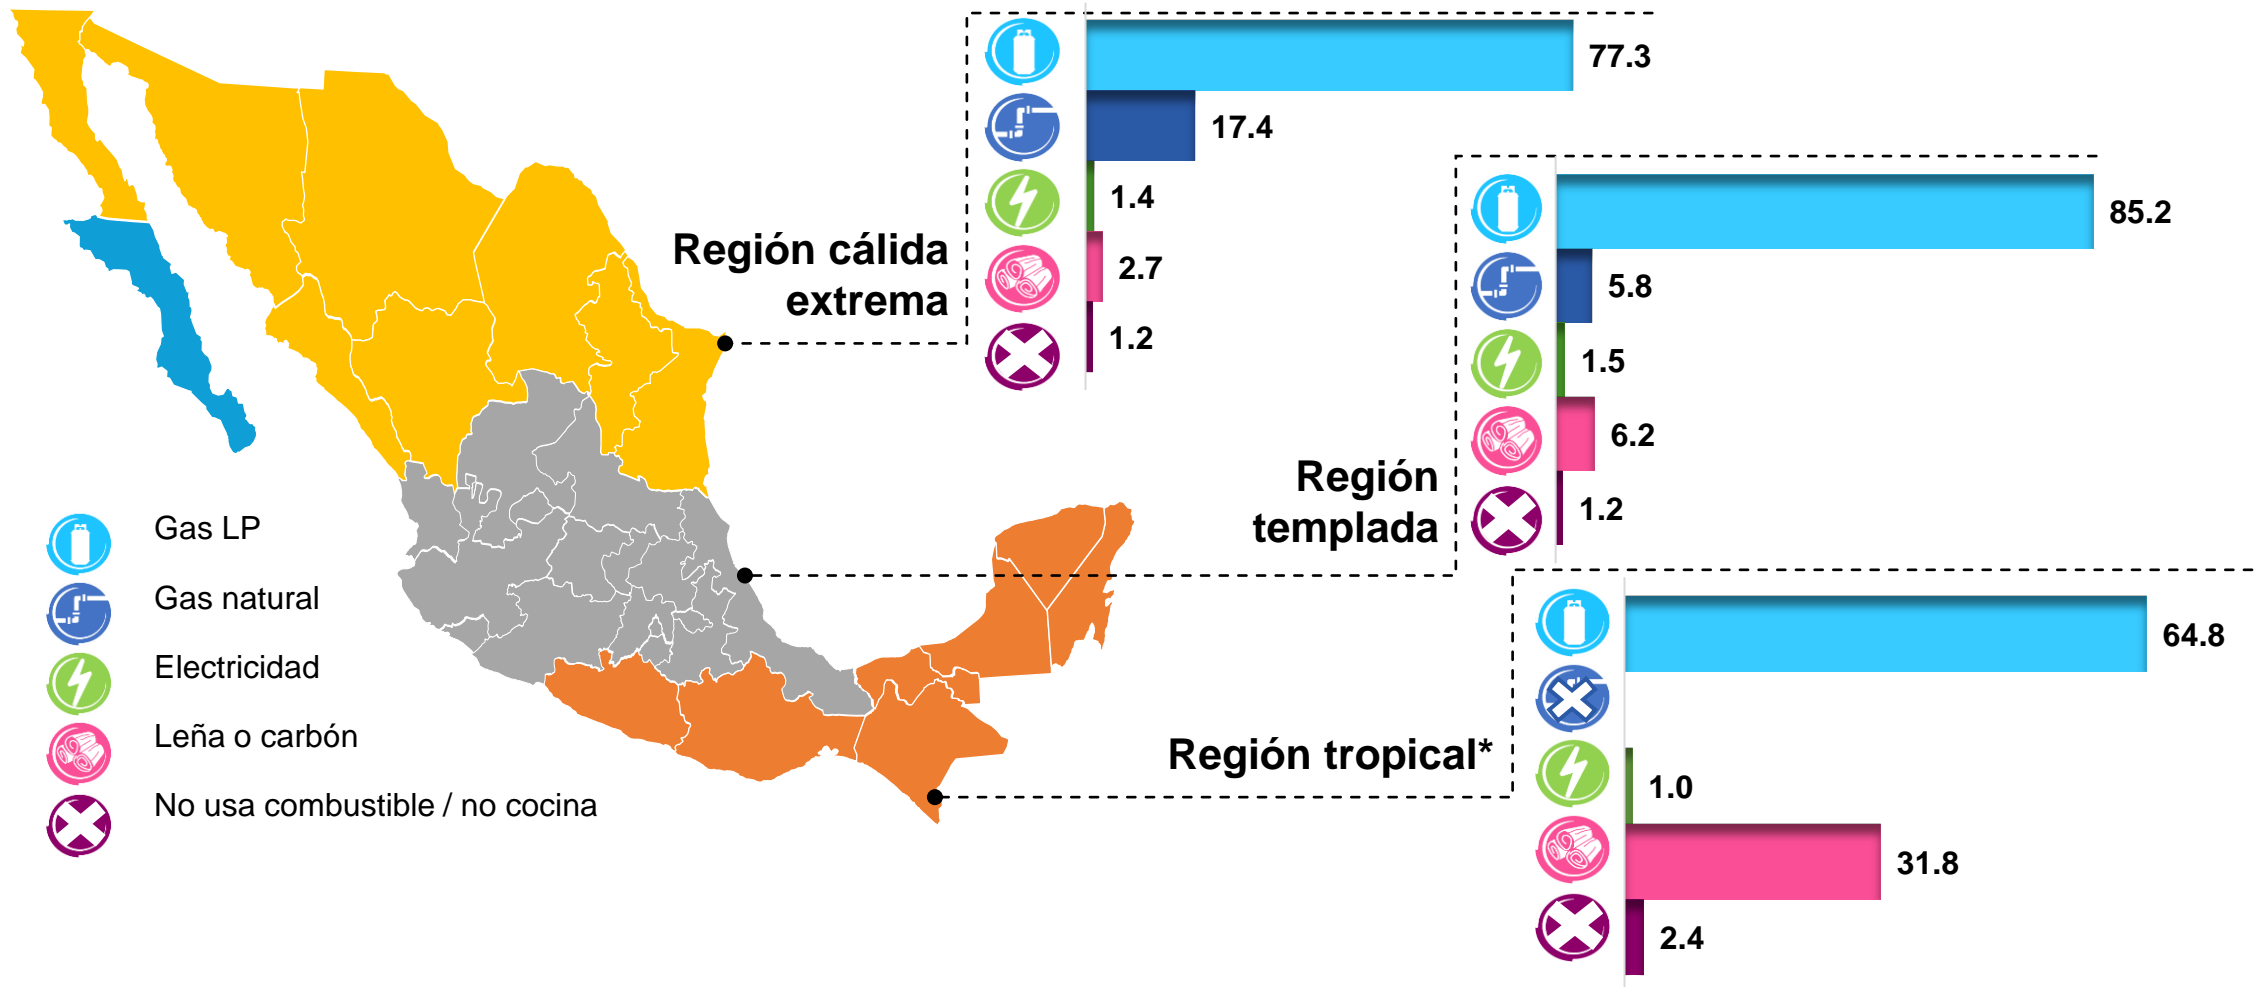 77.3
17.4
1.4
2.7
1.2
Región cálida
extrema
85.2
5.8
1.5
6.2
1.2
Región
templada
64.8
1.0
31.8
2.4
Región tropical*
Gas LP
Gas natural
Electricidad
Leña o carbón
No usa combustible / no cocina